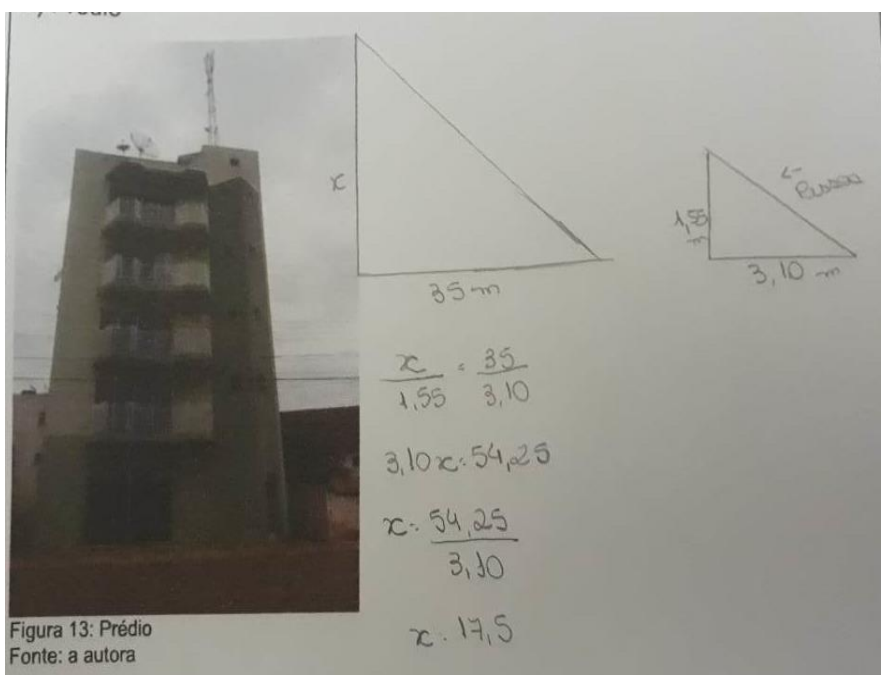 x
35 m
1,55
m
3,10 m
x/1,55 = 35/3,10
3,10x = 54,25
x = 54,25/3,10
x = 17,5
Figura 13: Prédio
Fonte: a autora